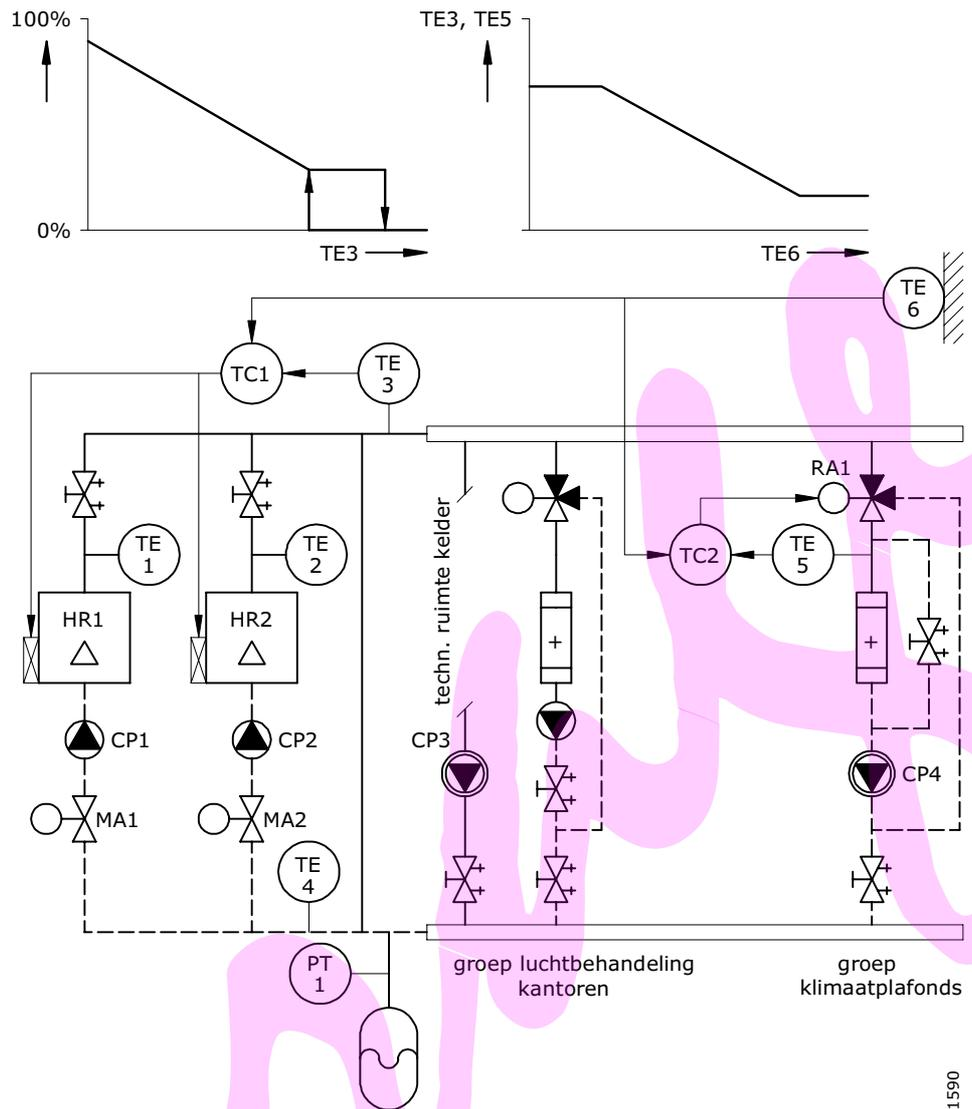 100%
0%
TE3
TE3, TE5
TE6
TE
6
TC1
TE
3
RA1
TE
1
TE
2
TC2
TE
5
HR1
HR2
techn. ruimte kelder
CP1
CP2
CP3
CP4
MA1
MA2
TE
4
PT
1
groep luchtbehandeling
kantoren
groep
klimaatplafonds
1590